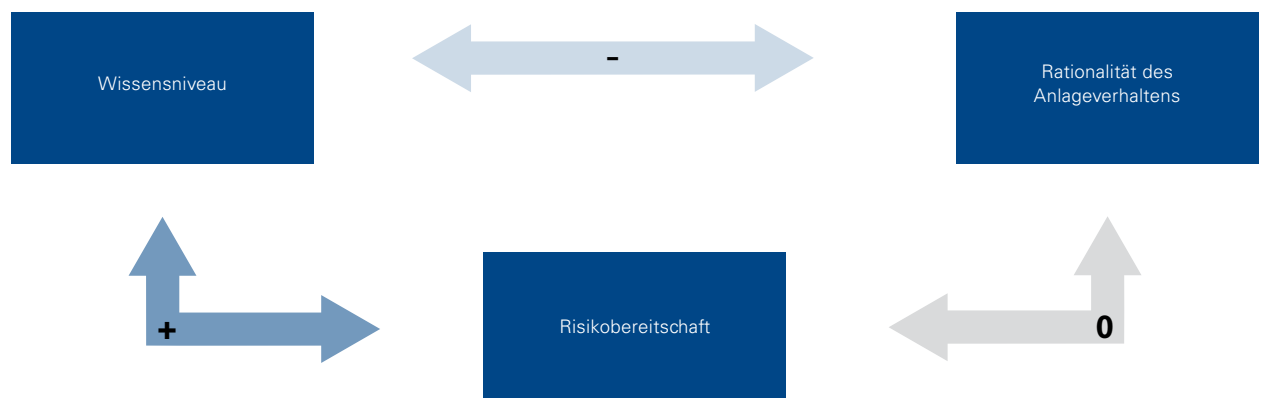 Wissensniveau
-
Rationalität des
Anlageverhaltens
+
Risikobereitschaft
0